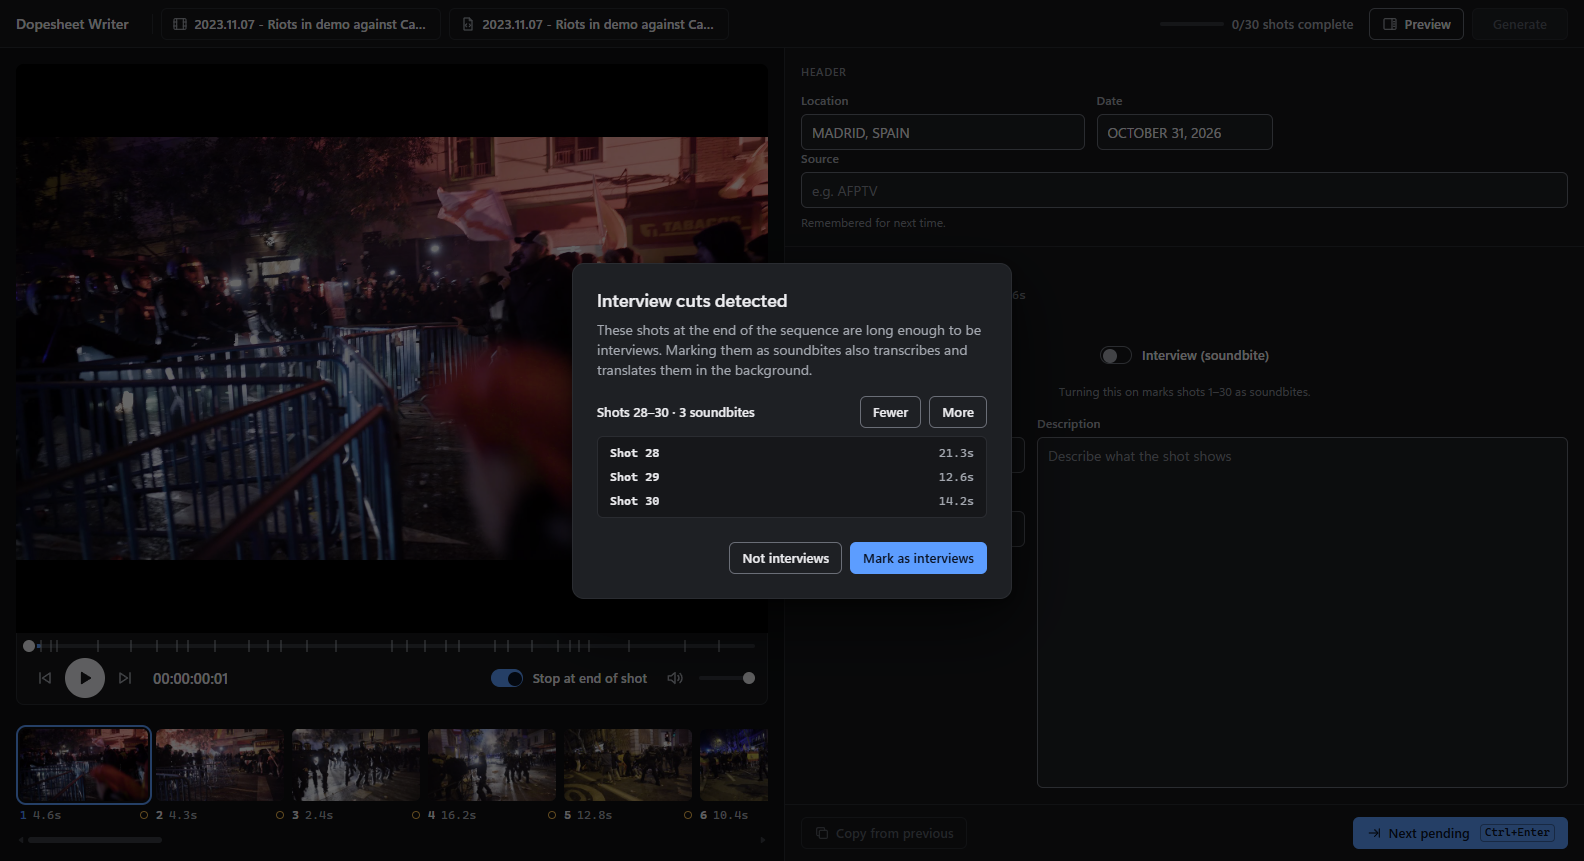 Dopesheet Writer
2023.11.07 - Riots in demo against Ca...
2023.11.07 - Riots in demo against Ca...
0/30 shots complete
Preview
Generate
HEADER
Location
Date
MADRID, SPAIN
OCTOBER 31, 2026
Source
e.g. AFPTV
Remembered for next time.
TABACOS
6s
Interview cuts detected
These shots at the end of the sequence are long enough to be
interviews. Marking them as soundbites also transcribes and
translates them in the background.
Shots 28–30 · 3 soundbites
Fewer
More
Shot 28
21.3s
Shot 29
12.6s
Shot 30
14.2s
Not interviews
Mark as interviews
Interview (soundbite)
Turning this on marks shots 1–30 as soundbites.
Description
Describe what the shot shows
00:00:00:01
Stop at end of shot
1 4.6s
2 4.3s
3 2.4s
4 16.2s
5 12.8s
6 10.4s
Copy from previous
Next pending Ctrl+Enter